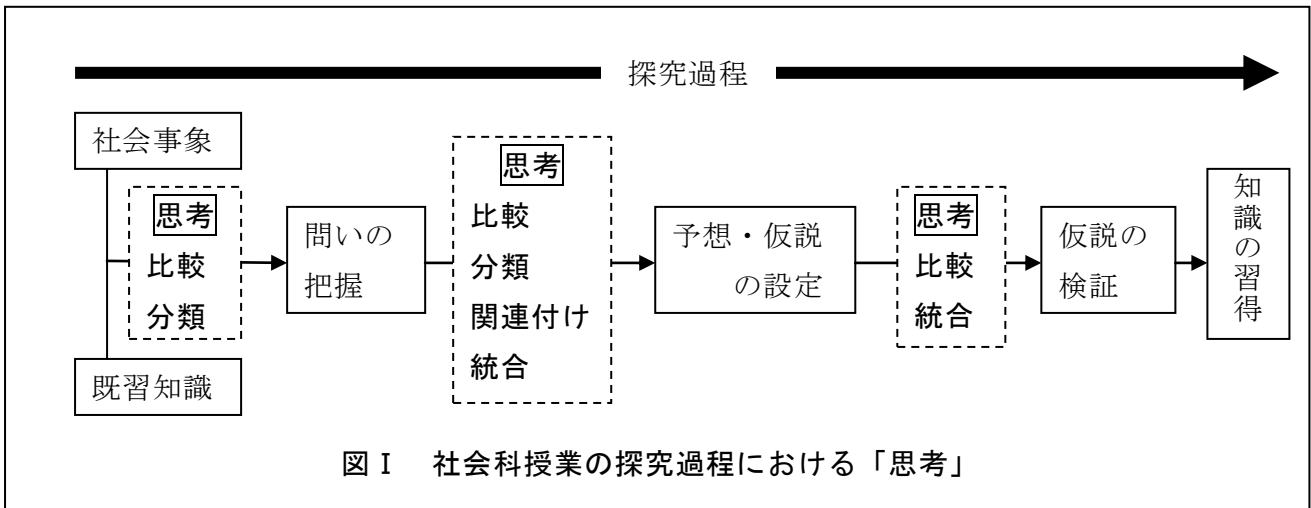 探究過程
社会事象
思考
比較
分類
既習知識
問いの
把握
思考
比較
分類
関連付け
統合
予想・仮説
の設定
思考
比較
統合
仮説の
検証
知識の習得
図Ⅰ 社会科授業の探究過程における「思考」